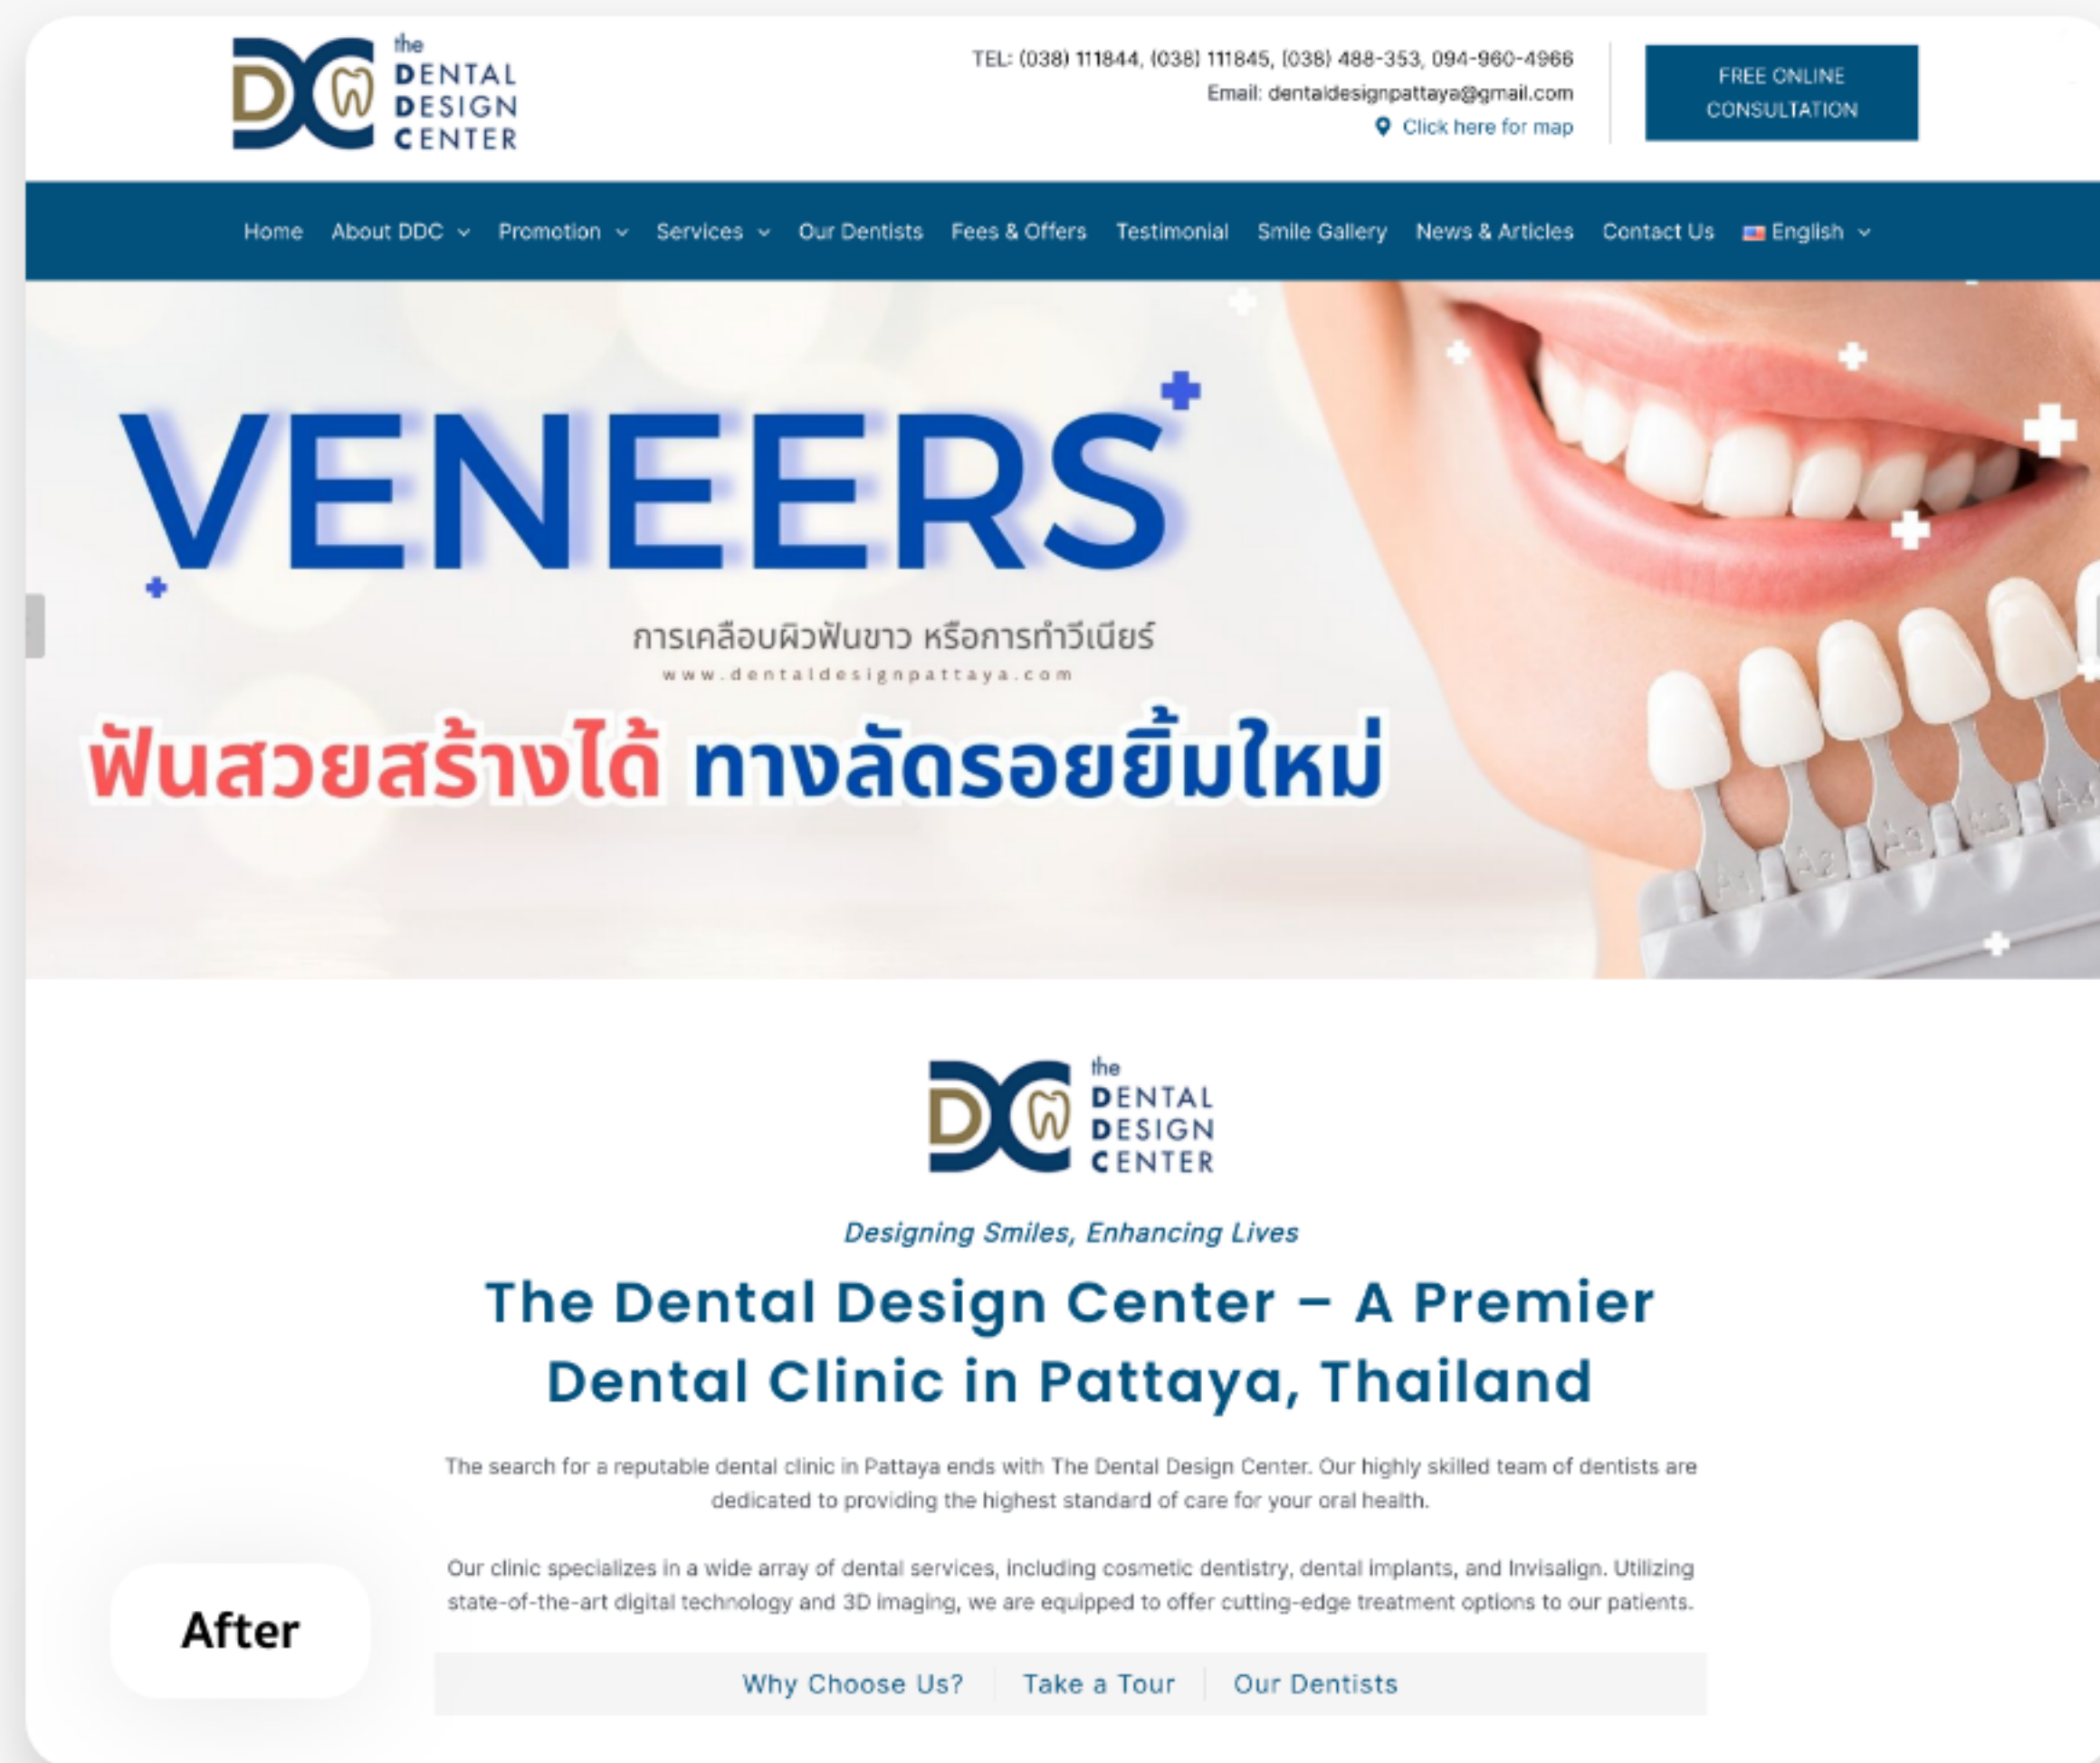 the
DENTAL
DESIGN
CENTER
TEL: (038) 111844, (038) 111845, (038) 488-353, 094-960-4966
Email: dentaldesignpattaya@gmail.com
Click here for map
FREE ONLINE
CONSULTATION
Home About DDC Promotion Services Our Dentists Fees & Offers Testimonial Smile Gallery News & Articles Contact Us English
VENEERS
การเคลือบผิวฟันขาว หรือการทำวีเนียร์
www.dentaldesignpattaya.com
ฟันสวยสร้างได้ ทางลัดรอยยิ้มใหม่
A1 A2 A3 A3.5 A4
the
DENTAL
DESIGN
CENTER
Designing Smiles, Enhancing Lives
The Dental Design Center – A Premier
Dental Clinic in Pattaya, Thailand
The search for a reputable dental clinic in Pattaya ends with The Dental Design Center. Our highly skilled team of dentists are
dedicated to providing the highest standard of care for your oral health.
Our clinic specializes in a wide array of dental services, including cosmetic dentistry, dental implants, and Invisalign. Utilizing
state-of-the-art digital technology and 3D imaging, we are equipped to offer cutting-edge treatment options to our patients.
After
Why Choose Us? Take a Tour Our Dentists